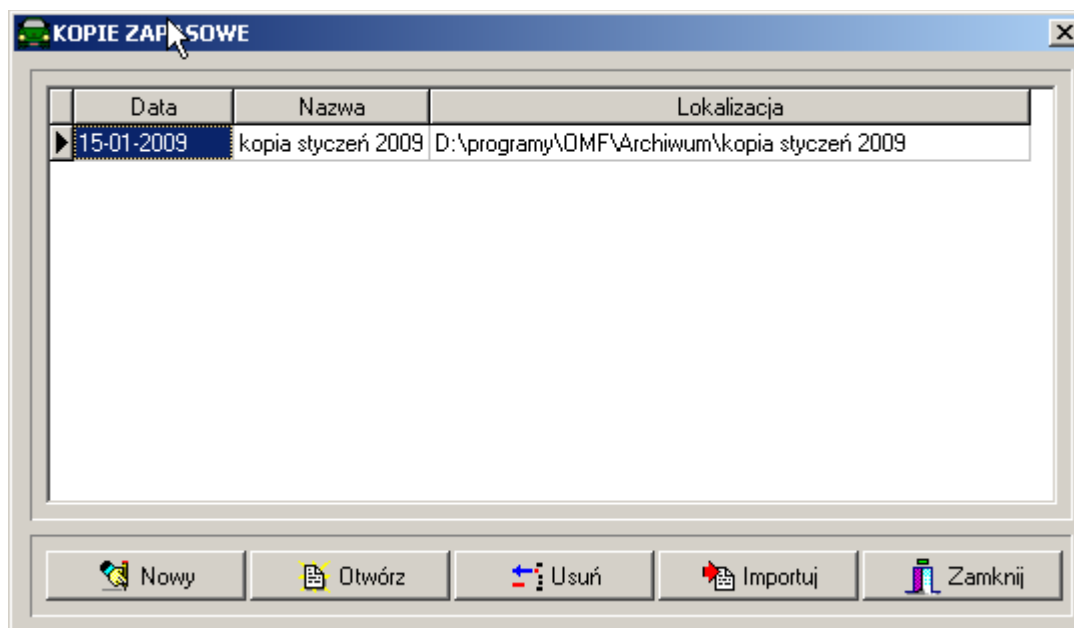 KOPIE ZAPASOWE
Data Nazwa Lokalizacja
15-01-2009 kopia styczeń 2009 D:\programy\OMF\Archiwum\kopia styczeń 2009
Nowy Otwórz Usuń Importuj Zamknij